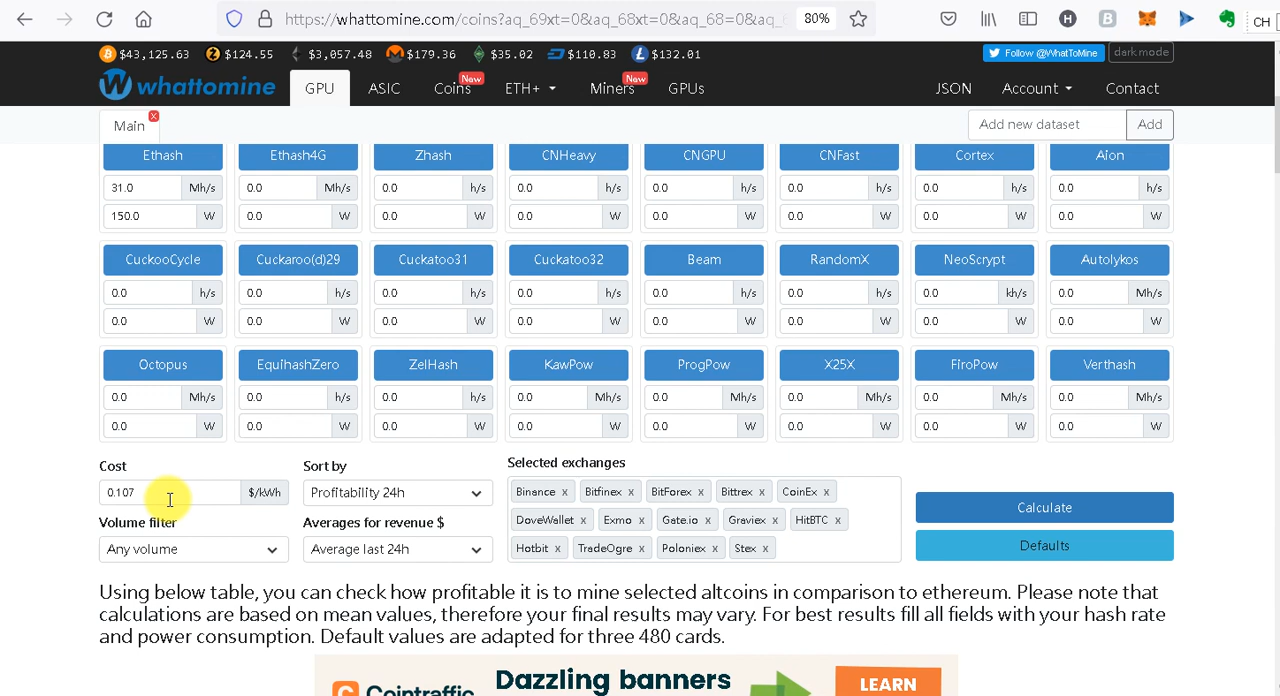 https://whattomine.com/coins?aq_69xt=0&aq_68xt=0&aq_68=0&aq_ 80% H B CH
$43,125.63 $124.55 $3,057.48 $179.36 $35.02 $110.83 $132.01 Follow @WhatToMine dark mode
whattomine GPU ASIC Coins New ETH+ Miners New GPUs JSON Account Contact
Main x Add new dataset Add
Ethash Ethash4G Zhash CNHeavy CNGPU CNFast Cortex Aion
31.0 Mh/s 0.0 Mh/s 0.0 h/s 0.0 h/s 0.0 h/s 0.0 h/s 0.0 h/s 0.0 h/s
150.0 W 0.0 W 0.0 W 0.0 W 0.0 W 0.0 W 0.0 W 0.0 W
CuckooCycle Cuckaroo(d)29 Cuckatoo31 Cuckatoo32 Beam RandomX NeoScrypt Autolykos
0.0 h/s 0.0 h/s 0.0 h/s 0.0 h/s 0.0 h/s 0.0 h/s 0.0 kh/s 0.0 Mh/s
0.0 W 0.0 W 0.0 W 0.0 W 0.0 W 0.0 W 0.0 W 0.0 W
Octopus EquihashZero ZelHash KawPow ProgPow X25X FiroPow Verthash
0.0 Mh/s 0.0 h/s 0.0 h/s 0.0 Mh/s 0.0 Mh/s 0.0 Mh/s 0.0 Mh/s 0.0 Mh/s
0.0 W 0.0 W 0.0 W 0.0 W 0.0 W 0.0 W 0.0 W 0.0 W
Cost Sort by Selected exchanges
0.107 $/kWh Profitability 24h Binance x Bitfinex x BitForex x Bittrex x CoinEx x Calculate
Volume filter Averages for revenue $ DoveWallet x Exmo x Gate.io x Graviex x HitBTC x
Any volume Average last 24h Hotbit x TradeOgre x Poloniex x Stex x Defaults
Using below table, you can check how profitable it is to mine selected altcoins in comparison to ethereum. Please note that
calculations are based on mean values, therefore your final results may vary. For best results fill all fields with your hash rate
and power consumption. Default values are adapted for three 480 cards.
Cointraffic Dazzling banners LEARN